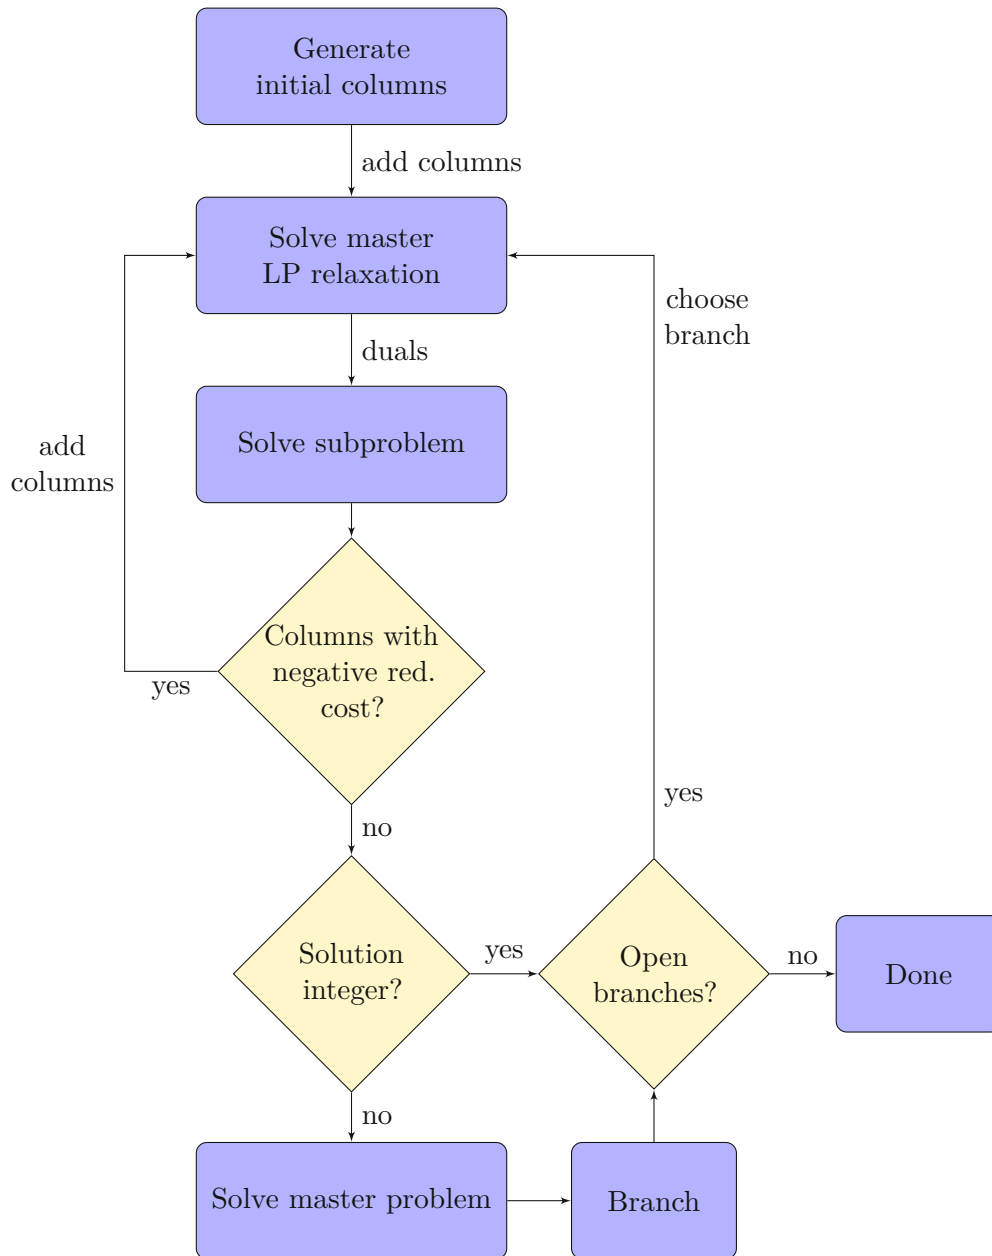 Generate
initial columns
add columns
Solve master
LP relaxation
choose
branch
duals
Solve subproblem
add
columns
Columns with
negative red.
cost?
yes
yes
no
Solution
integer?
yes
Open
branches?
no
Done
no
Solve master problem
Branch